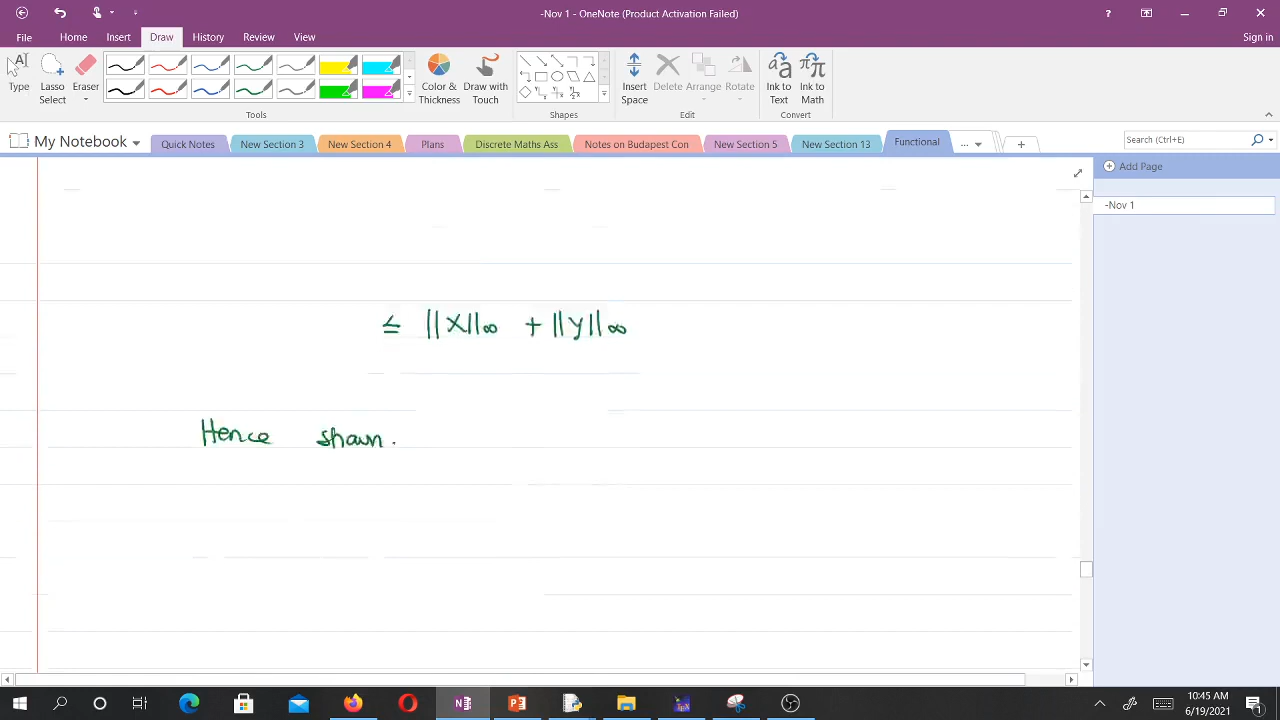 -Nov 1 - OneNote (Product Activation Failed)
File Home Insert Draw History Review View Sign in
Type Lasso Select Eraser Color & Thickness Draw with Touch Insert Space Delete Arrange Rotate Ink to Text Ink to Math
Tools Shapes Edit Convert
My Notebook Quick Notes New Section 3 New Section 4 Plans Discrete Maths Ass Notes on Budapest Con New Section 5 New Section 13 Functional ... Search (Ctrl+E)
Add Page
-Nov 1
≤ ||X||∞ + ||y||∞
Hence shown.
10:45 AM
6/19/2021